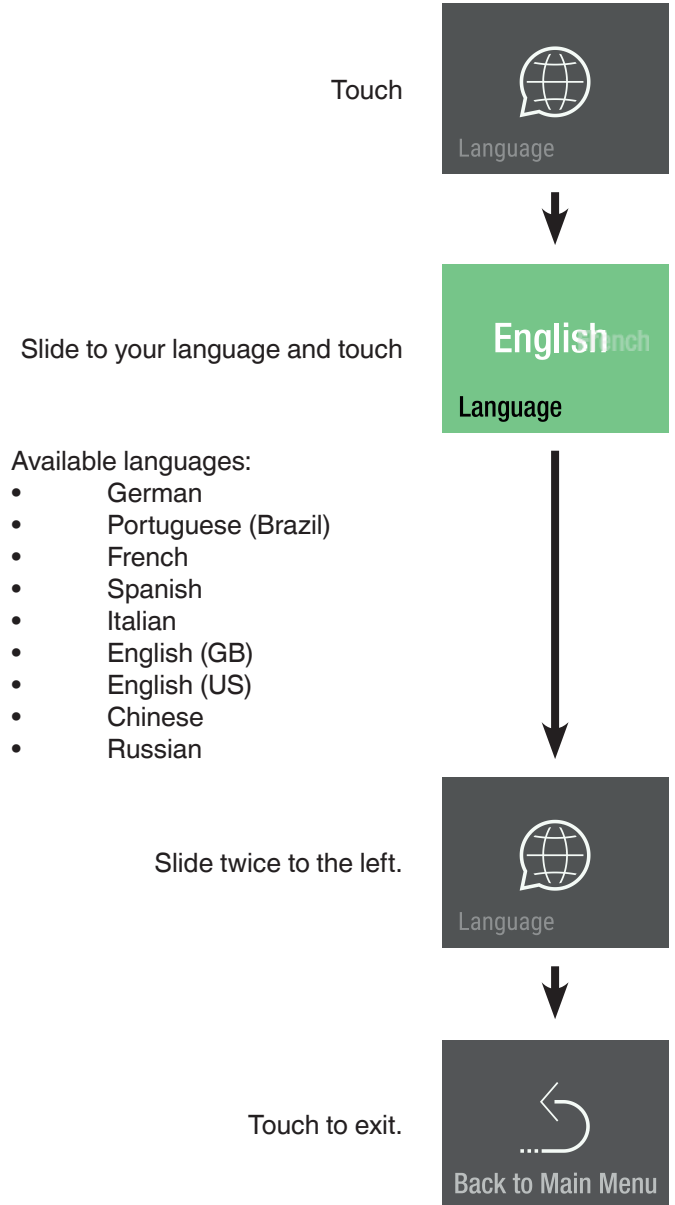 Touch
Language
Slide to your language and touch
English French
Language
Available languages:
• German
• Portuguese (Brazil)
• French
• Spanish
• Italian
• English (GB)
• English (US)
• Chinese
• Russian
Slide twice to the left.
Language
Touch to exit.
Back to Main Menu